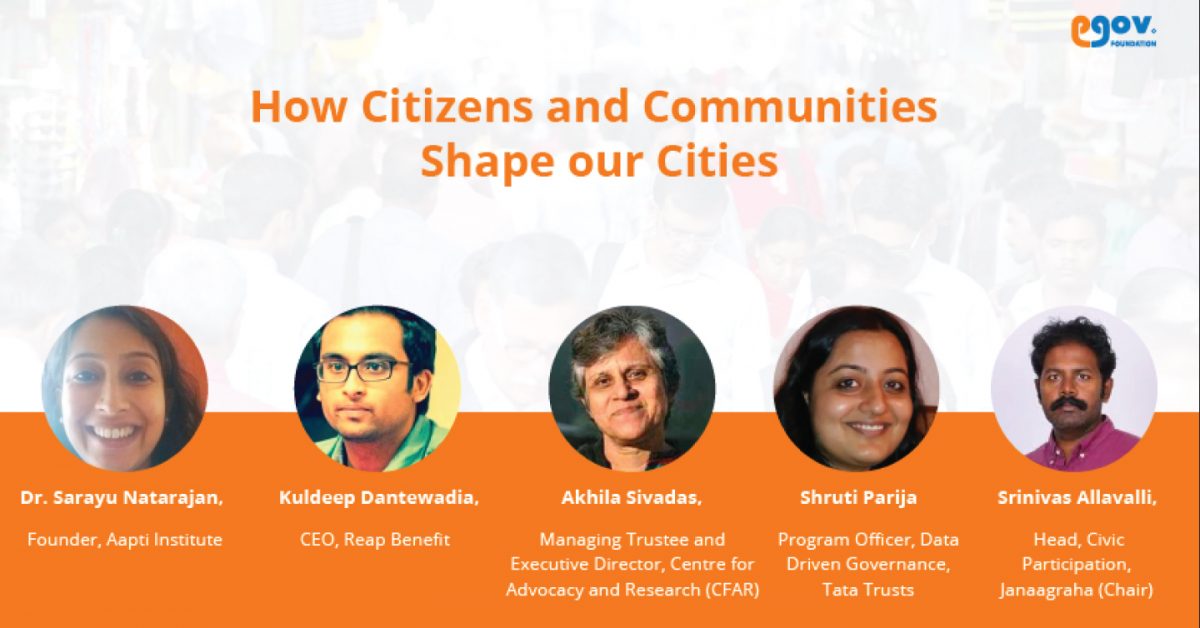 egov.
FOUNDATION
How Citizens and Communities
Shape our Cities
Dr. Sarayu Natarajan,
Founder, Aapti Institute
Kuldeep Dantewadia,
CEO, Reap Benefit
Akhila Sivadas,
Managing Trustee and
Executive Director, Centre for
Advocacy and Research (CFAR)
Shruti Parija
Program Officer, Data
Driven Governance,
Tata Trusts
Srinivas Allavalli,
Head, Civic
Participation,
Janaagraha (Chair)